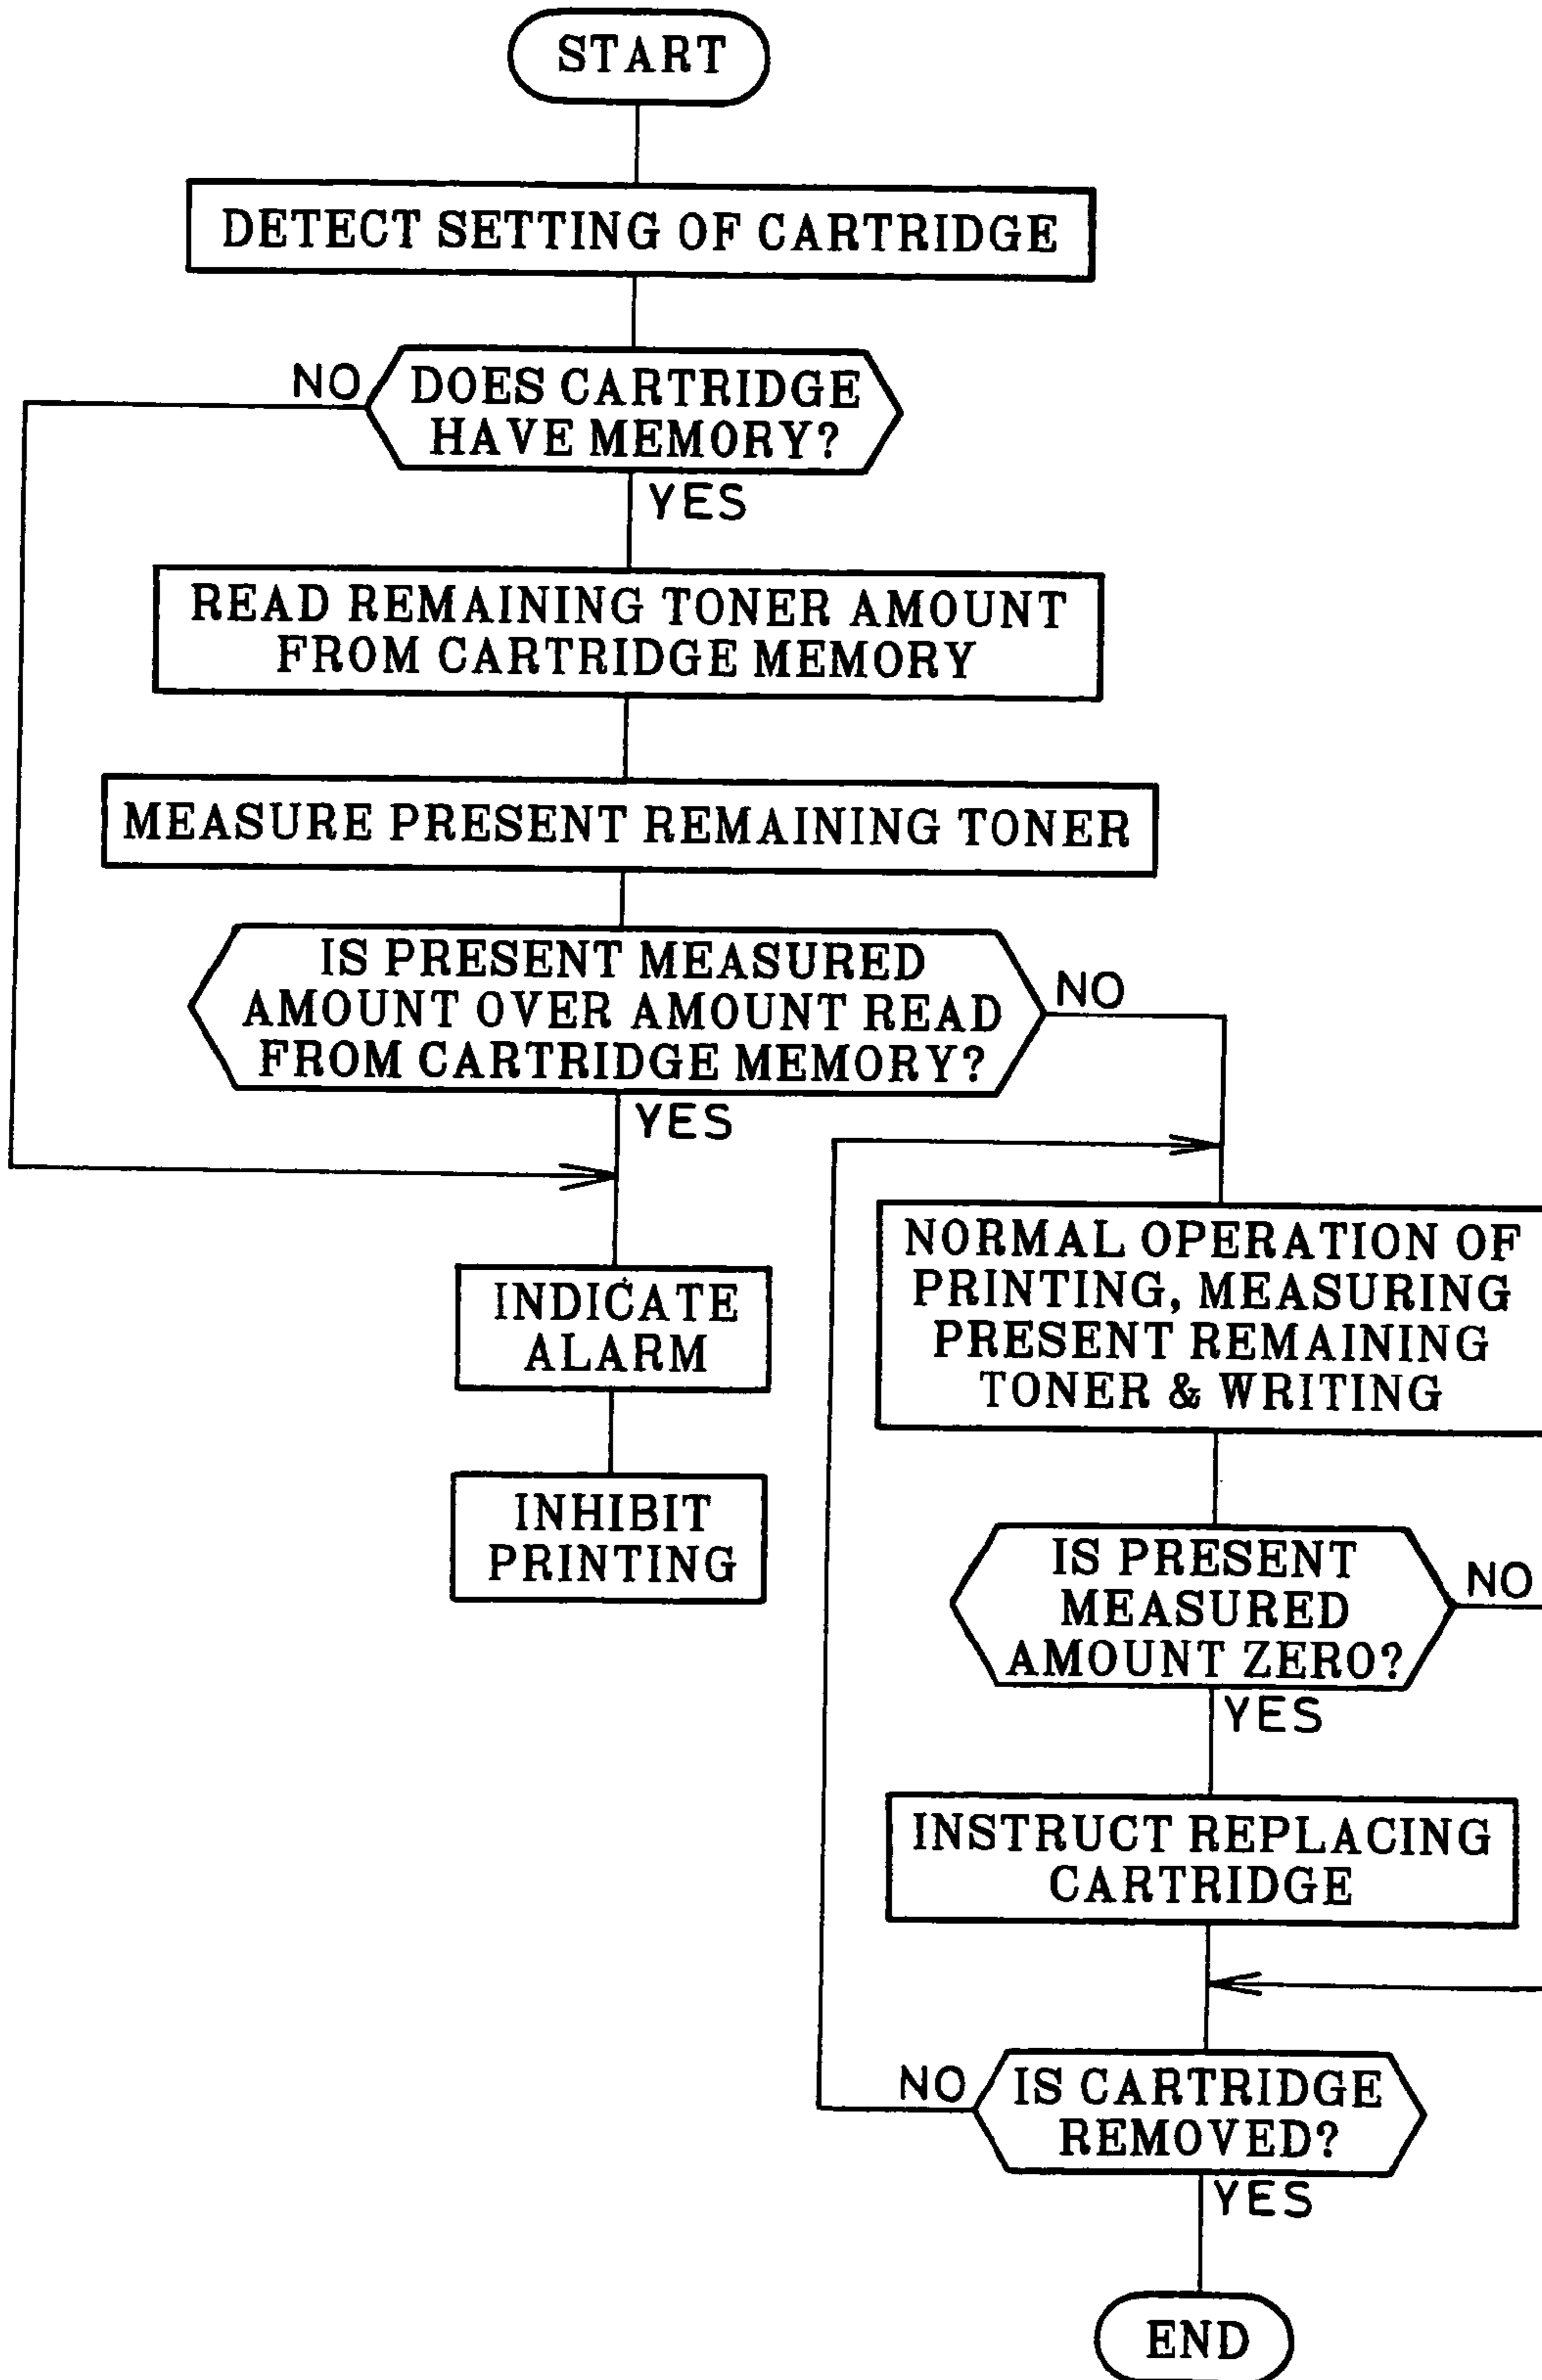 START
DETECT SETTING OF CARTRIDGE
NO
DOES CARTRIDGE
HAVE MEMORY?
YES
READ REMAINING TONER AMOUNT
FROM CARTRIDGE MEMORY
MEASURE PRESENT REMAINING TONER
IS PRESENT MEASURED
AMOUNT OVER AMOUNT READ
FROM CARTRIDGE MEMORY?
NO
YES
INDICATE
ALARM
INHIBIT
PRINTING
NORMAL OPERATION OF
PRINTING, MEASURING
PRESENT REMAINING
TONER & WRITING
IS PRESENT
MEASURED
AMOUNT ZERO?
NO
YES
INSTRUCT REPLACING
CARTRIDGE
NO
IS CARTRIDGE
REMOVED?
YES
END